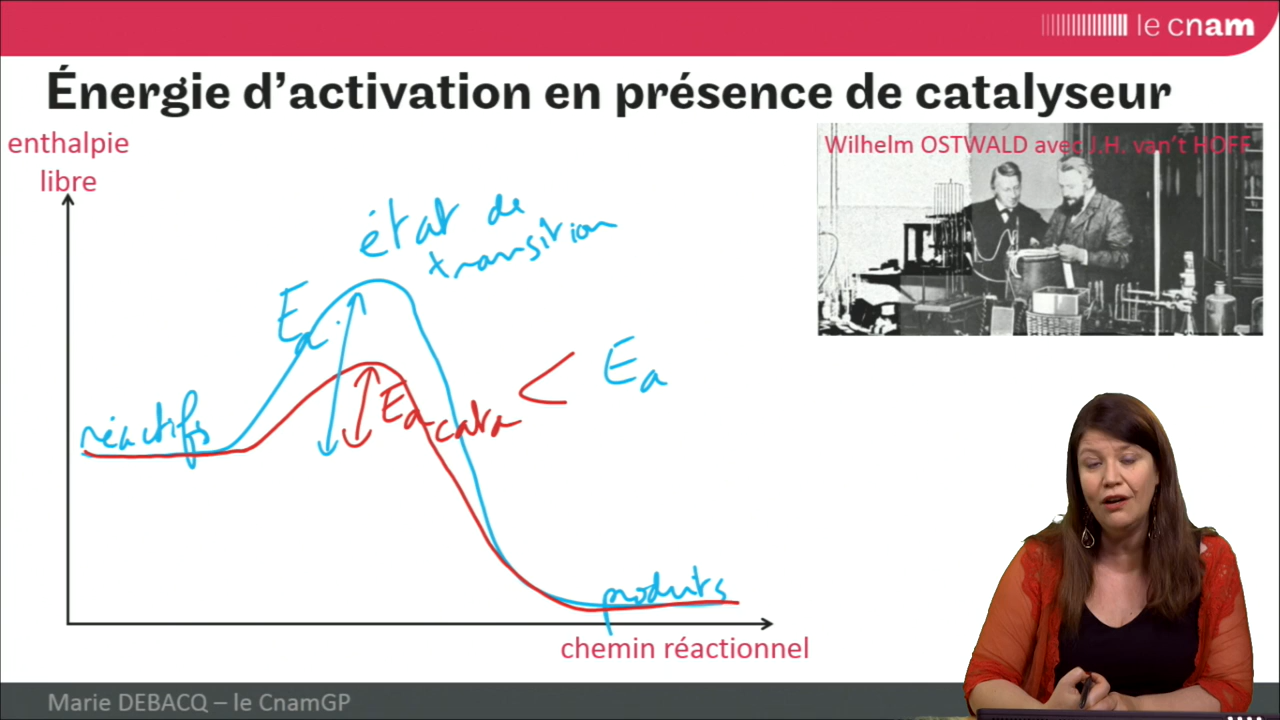 le cnam
Énergie d’activation en présence de catalyseur
enthalpie
libre
Wilhelm OSTWALD avec J.H. van’t HOFF
état de
transition
Ea
réactifs
Ea cata < Ea
produits
chemin réactionnel
Marie DEBACQ – le CnamGP